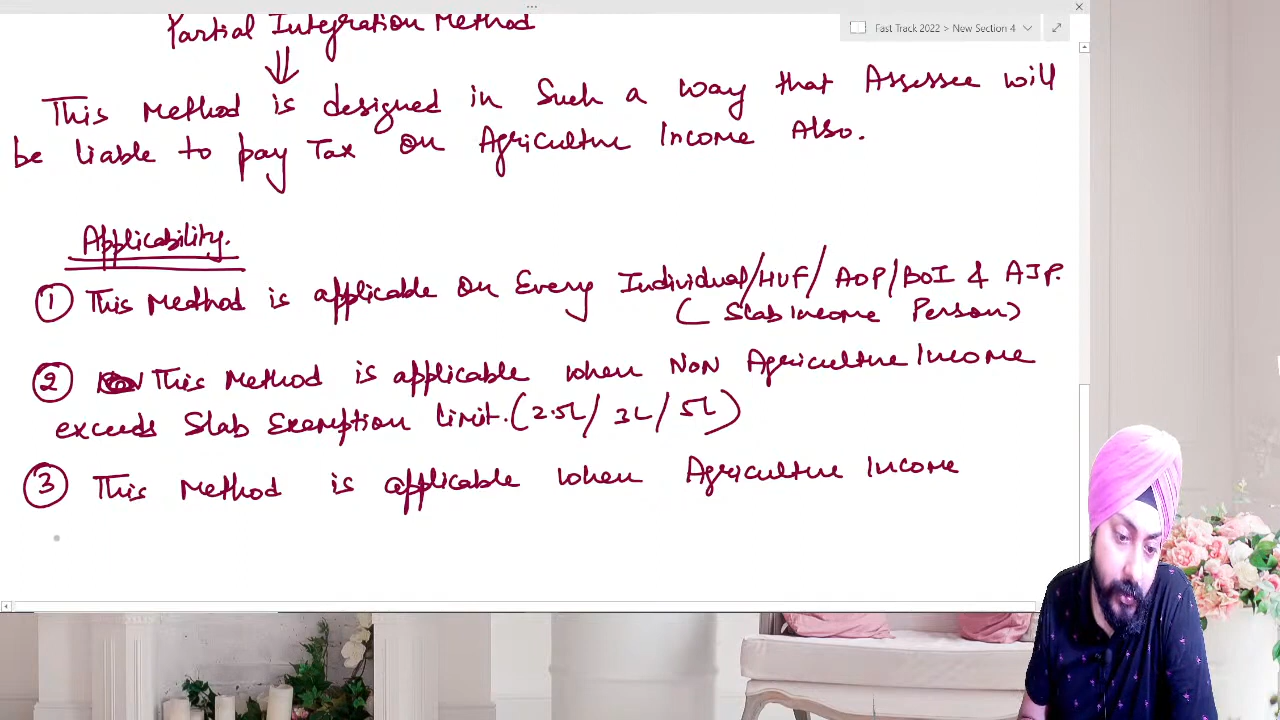 Partial Integration Method
Fast Track 2022 > New Section 4
This Method is designed in Such a way that Assessee will
be liable to pay Tax on Agriculture Income Also.
Applicability.
① This Method is applicable on Every Individual/HUF/ AOP/BOI & AJP.
(Slab income Person)
② This Method is applicable when NON Agriculture Income
exceeds Slab Exemption limit. (2.5L/ 3L/ 5L)
③ This Method is applicable when Agriculture Income